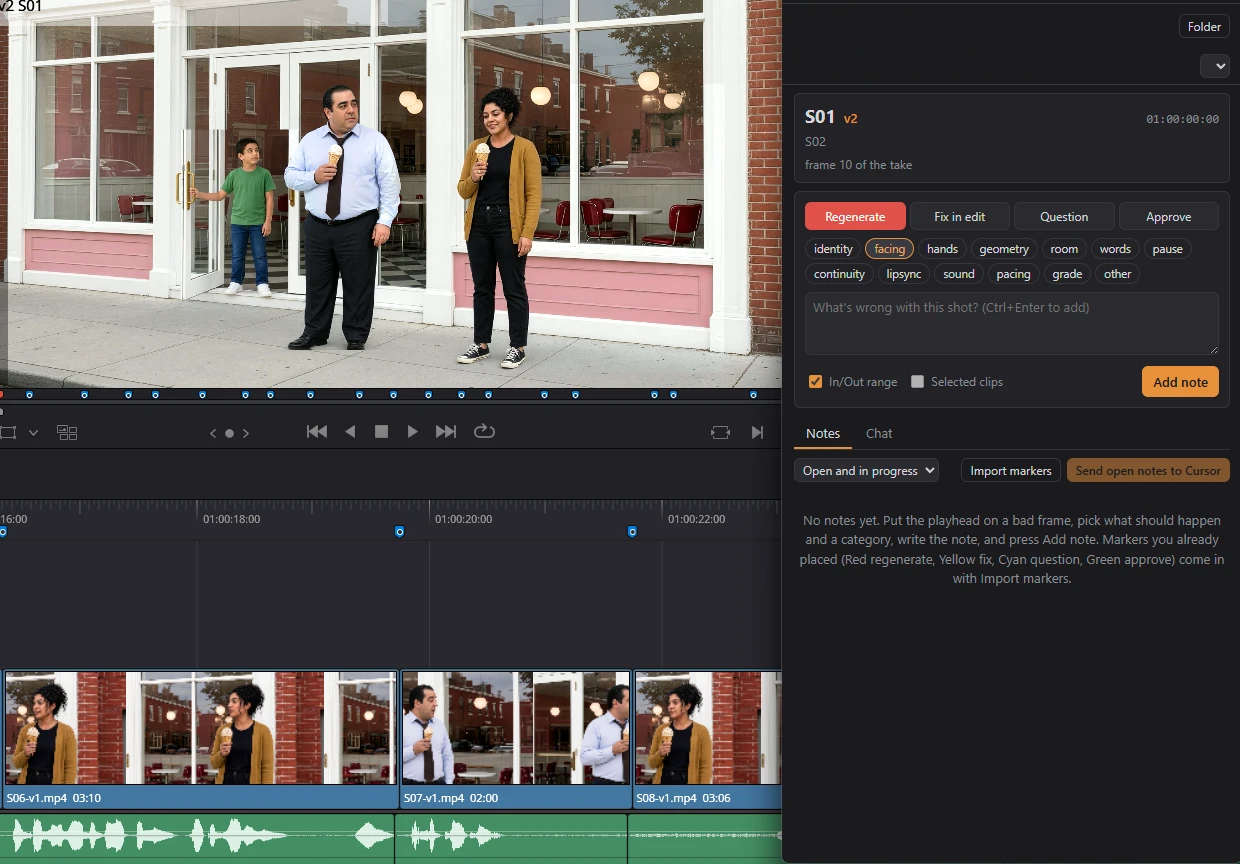 v2 S01
Folder
S01 v2 01:00:00:00
S02
frame 10 of the take
Regenerate Fix in edit Question Approve
identity facing hands geometry room words pause
continuity lipsync sound pacing grade other
What's wrong with this shot? (Ctrl+Enter to add)
In/Out range Selected clips Add note
Notes Chat
Open and in progress Import markers Send open notes to Cursor
No notes yet. Put the playhead on a bad frame, pick what should happen
and a category, write the note, and press Add note. Markers you already
placed (Red regenerate, Yellow fix, Cyan question, Green approve) come in
with Import markers.
16:00 01:00:18:00 01:00:20:00 01:00:22:00
S06-v1.mp4 03:10 S07-v1.mp4 02:00 S08-v1.mp4 03:06